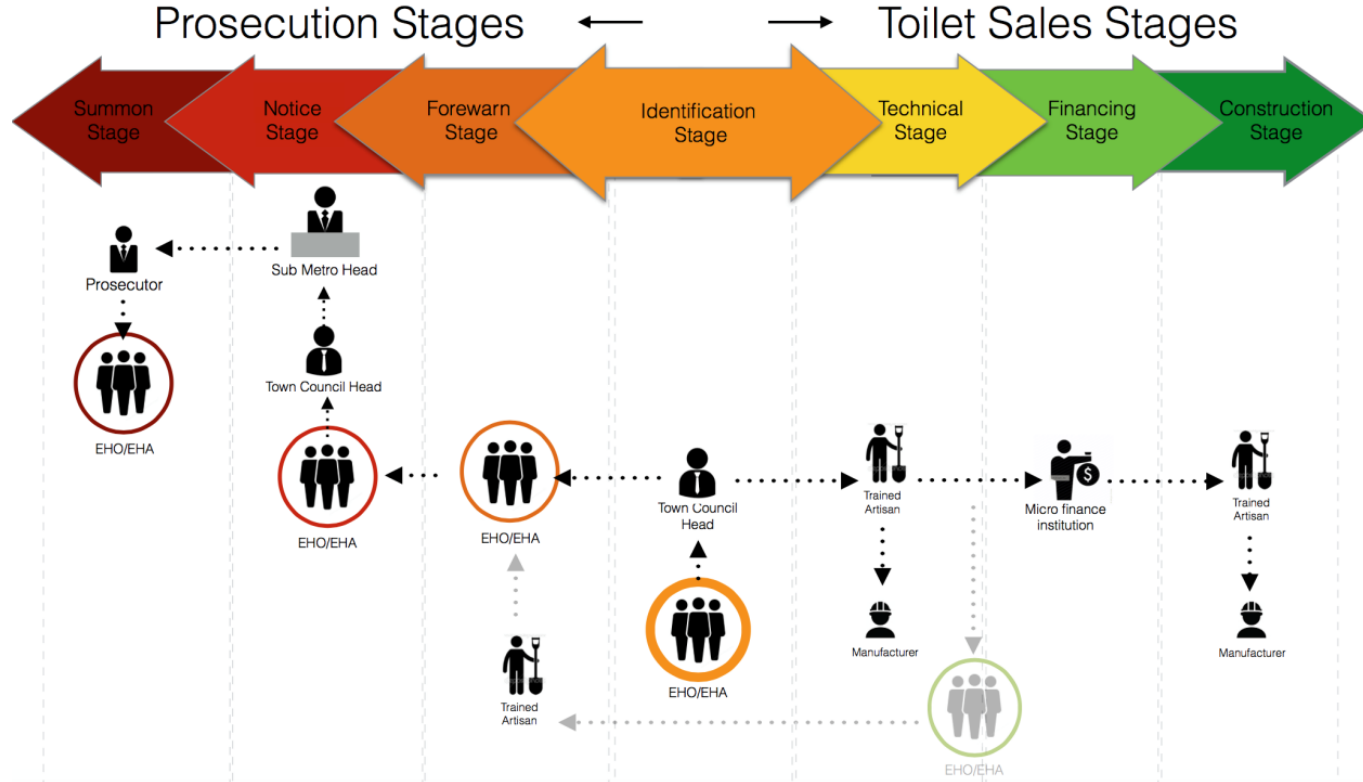 Prosecution Stages
Toilet Sales Stages
Summon
Stage
Notice
Stage
Forewarn
Stage
Identification
Stage
Technical
Stage
Financing
Stage
Construction
Stage
Sub Metro Head
Prosecutor
Town Council Head
EHO/EHA
EHO/EHA
EHO/EHA
Town Council
Head
Trained
Artisan
Micro finance
institution
Trained
Artisan
$
Manufacturer
Manufacturer
EHO/EHA
Trained
Artisan
EHO/EHA